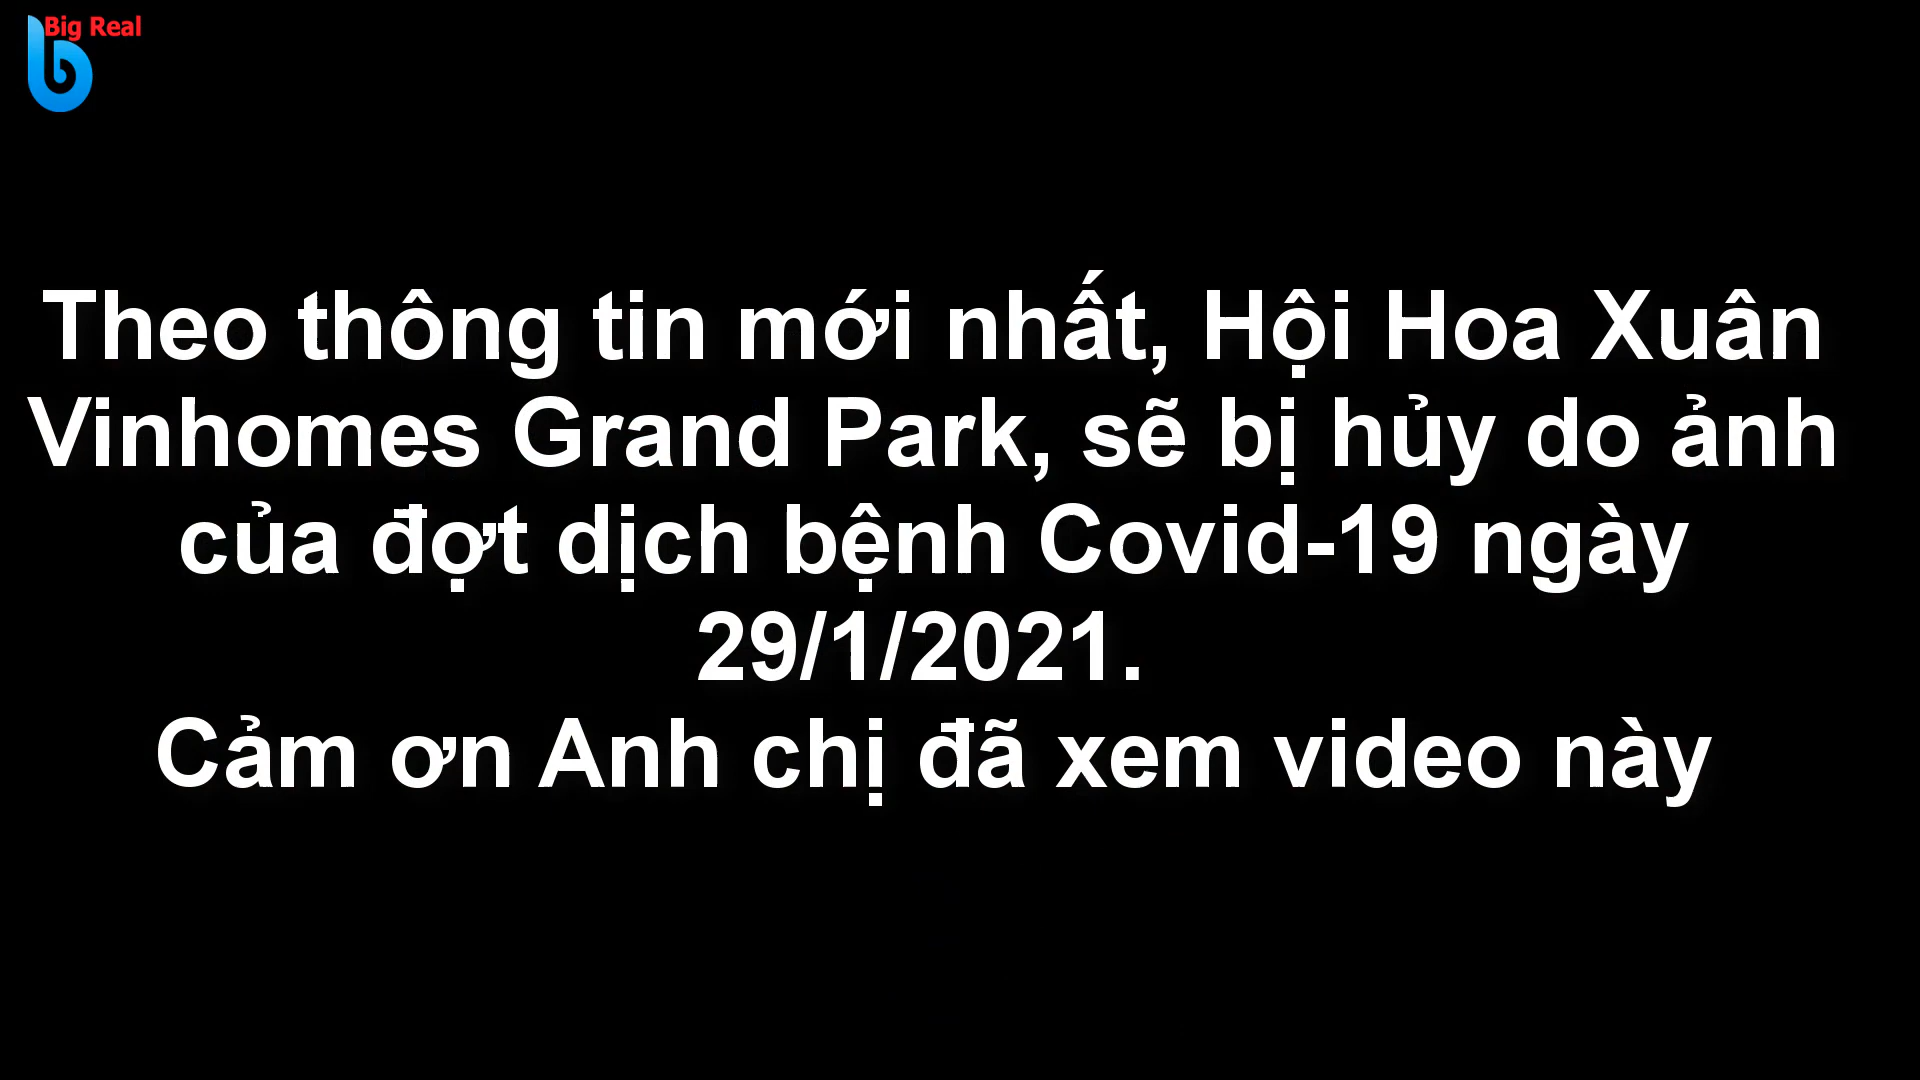 Big Real
Theo thông tin mới nhất, Hội Hoa Xuân
Vinhomes Grand Park, sẽ bị hủy do ảnh
của đợt dịch bệnh Covid-19 ngày
29/1/2021.
Cảm ơn Anh chị đã xem video này